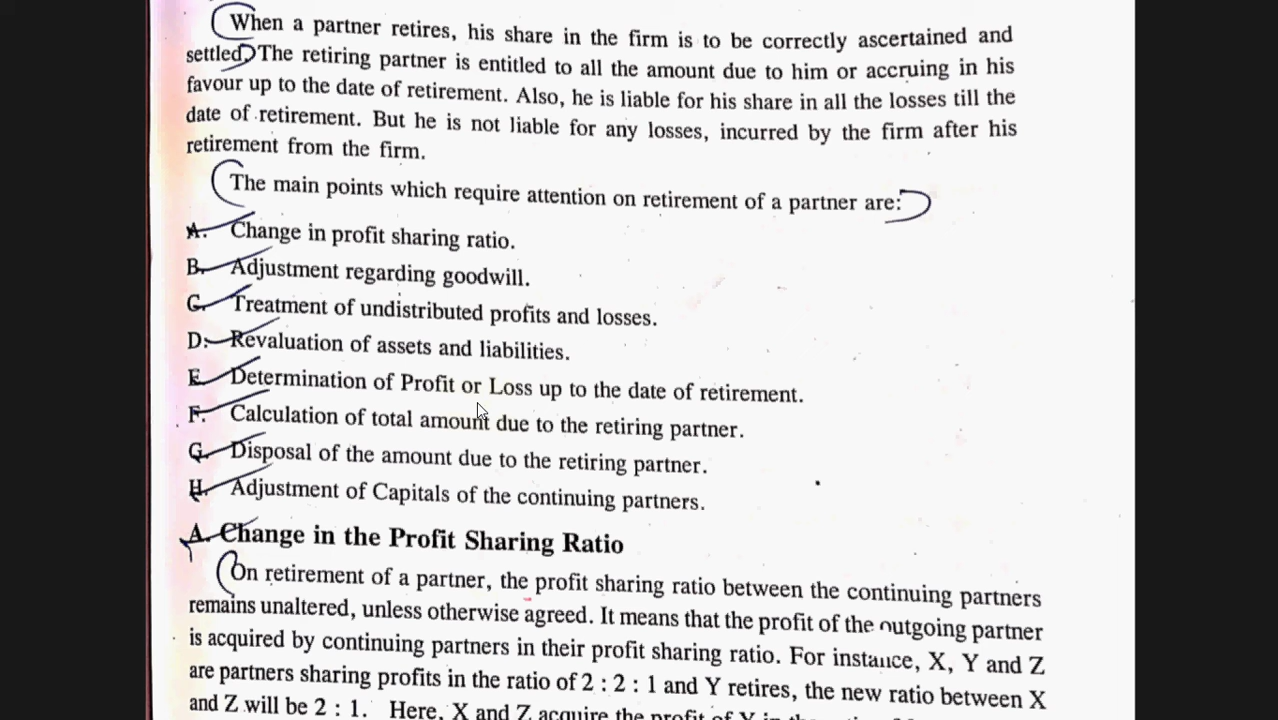 When a partner retires, his share in the firm is to be correctly ascertained and
settled. The retiring partner is entitled to all the amount due to him or accruing in his
favour up to the date of retirement. Also, he is liable for his share in all the losses till the
date of retirement. But he is not liable for any losses, incurred by the firm after his
retirement from the firm.
The main points which require attention on retirement of a partner are:
A. Change in profit sharing ratio.
B. Adjustment regarding goodwill.
C. Treatment of undistributed profits and losses.
D. Revaluation of assets and liabilities.
E. Determination of Profit or Loss up to the date of retirement.
F. Calculation of total amount due to the retiring partner.
G. Disposal of the amount due to the retiring partner.
H. Adjustment of Capitals of the continuing partners.
A. Change in the Profit Sharing Ratio
On retirement of a partner, the profit sharing ratio between the continuing partners
remains unaltered, unless otherwise agreed. It means that the profit of the outgoing partner
is acquired by continuing partners in their profit sharing ratio. For instance, X, Y and Z
are partners sharing profits in the ratio of 2 : 2 : 1 and Y retires, the new ratio between X
and Z will be 2 : 1. Here, X and Z acquire the profit of Y in